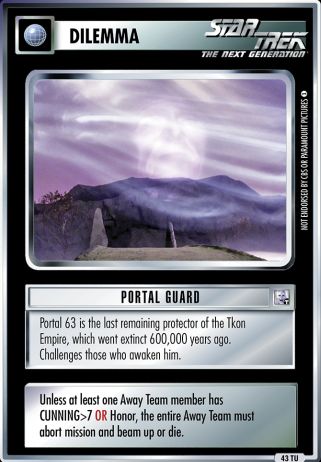 DILEMMA
STAR TREK
THE NEXT GENERATION
NOT ENDORSED BY CBS OR PARAMOUNT PICTURES
PORTAL GUARD
Portal 63 is the last remaining protector of the Tkon
Empire, which went extinct 600,000 years ago.
Challenges those who awaken him.
Unless at least one Away Team member has
CUNNING>7 OR Honor, the entire Away Team must
abort mission and beam up or die.
43 TU